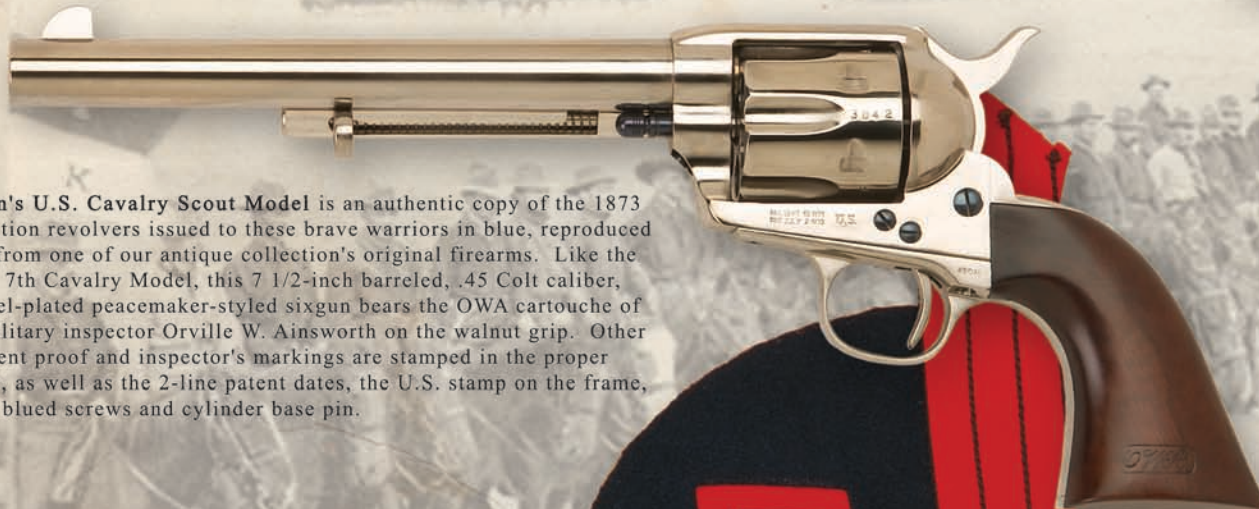 3842
U.S.
n's U.S. Cavalry Scout Model is an authentic copy of the 1873
tion revolvers issued to these brave warriors in blue, reproduced
from one of our antique collection's original firearms. Like the
7th Cavalry Model, this 7 1/2-inch barreled, .45 Colt caliber,
el-plated peacemaker-styled sixgun bears the OWA cartouche of
litary inspector Orville W. Ainsworth on the walnut grip. Other
ent proof and inspector's markings are stamped in the proper
, as well as the 2-line patent dates, the U.S. stamp on the frame,
blued screws and cylinder base pin.